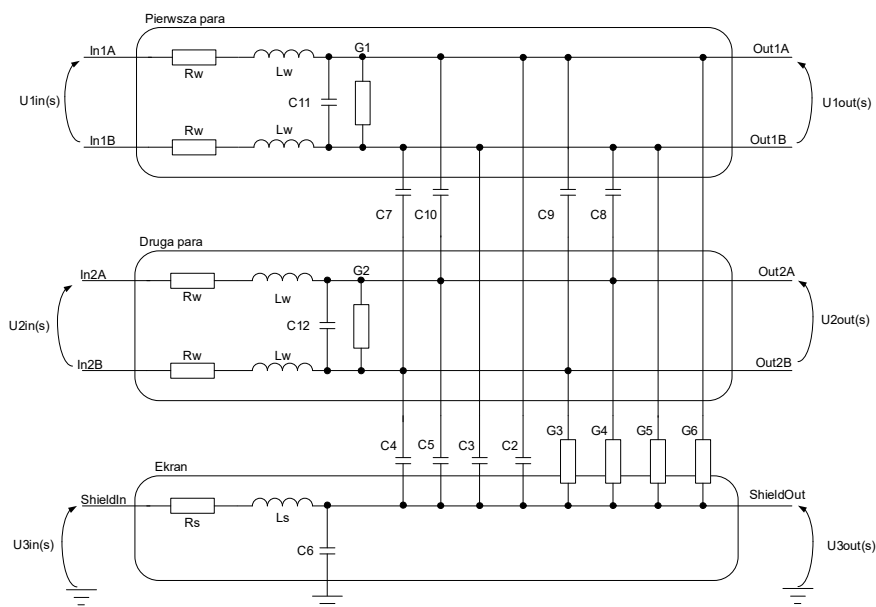 Pierwsza para
In1A
Rw
Lw
G1
Out1A
U1in(s)
C11
U1out(s)
In1B
Rw
Lw
Out1B
C7
C10
C9
C8
Druga para
In2A
Rw
Lw
G2
Out2A
U2in(s)
C12
U2out(s)
In2B
Rw
Lw
Out2B
C4
C5
C3
C2
G3
G4
G5
G6
Ekran
ShieldIn
Rs
Ls
ShieldOut
U3in(s)
C6
U3out(s)